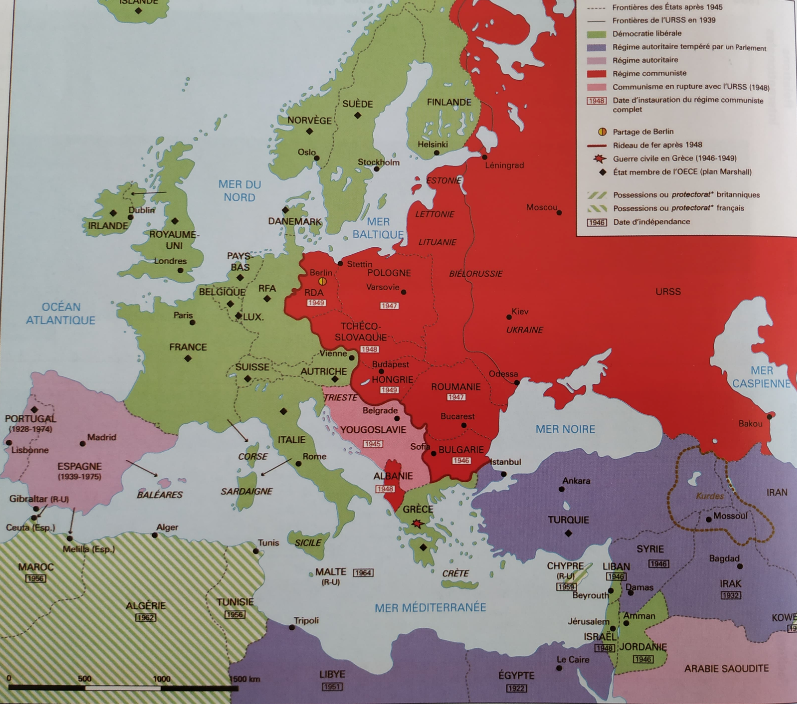 ISLANDE
Frontières des États après 1945
Frontières de l'URSS en 1939
Démocratie libérale
Régime autoritaire tempéré par un Parlement
Régime autoritaire
Régime communiste
Communisme en rupture avec l'URSS (1948)
1948 Date d'instauration du régime communiste
complet
Partage de Berlin
Rideau de fer après 1948
Guerre civile en Grèce (1946-1949)
État membre de l'OECE (plan Marshall)
Possessions ou protectorat* britanniques
Possessions ou protectorat* français
1946 Date d'indépendance
SUÈDE
FINLANDE
NORVÈGE
Helsinki
Oslo
Stockholm
Léningrad
ESTONIE
MER DU
NORD
LETTONIE
Moscou
Dublin
IRLANDE
DANEMARK
MER
BALTIQUE
ROYAUME-
UNI
LITUANIE
Londres
PAYS-
BAS
Stettin
Berlin
POLOGNE
BIÉLORUSSIE
BELGIQUE
RFA
RDA
1949
Varsovie
1947
URSS
OCÉAN
ATLANTIQUE
Paris
LUX.
Kiev
UKRAINE
TCHÉCO-
SLOVAQUIE
1948
FRANCE
Vienne
SUISSE
AUTRICHE
Budapest
HONGRIE
1949
Odessa
ROUMANIE
1947
MER
CASPIENNE
TRIESTE
Belgrade
Bucarest
PORTUGAL
(1928-1974)
Madrid
Lisbonne
ITALIE
YOUGOSLAVIE
1945
MER NOIRE
Bakou
ESPAGNE
(1939-1975)
CORSE
Rome
Sofia
BULGARIE
1946
Istanbul
BALÉARES
SARDAIGNE
ALBANIE
1946
Ankara
IRAN
Kurdes
Gibraltar (R-U)
GRÈCE
TURQUIE
Mossoul
Ceuta (Esp.)
Alger
Melilla (Esp.)
Tunis
SICILE
SYRIE
1946
Bagdad
MAROC
1956
MALTE 1964
(R-U)
CRÈTE
CHYPRE
(R-U)
1959
LIBAN
1946
Beyrouth
Damas
IRAK
1932
ALGÉRIE
1962
TUNISIE
1956
MER MÉDITERRANÉE
Tripoli
Jérusalem
Amman
KOWE
ISRAËL
1948
JORDANIE
1946
Le Caire
ARABIE SAOUDITE
LIBYE
1951
ÉGYPTE
1922
0 500 1000 1500 km